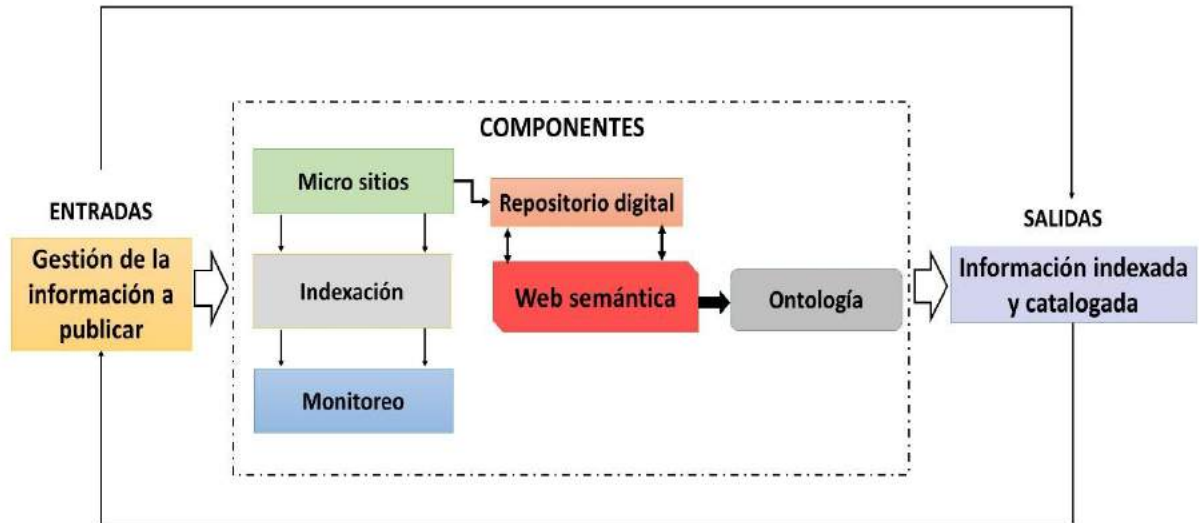 COMPONENTES
Micro sitios
Repositorio digital
ENTRADAS
Gestión de la
información a
publicar
Indexación
Web semántica
Ontología
Monitoreo
SALIDAS
Información indexada
y catalogada